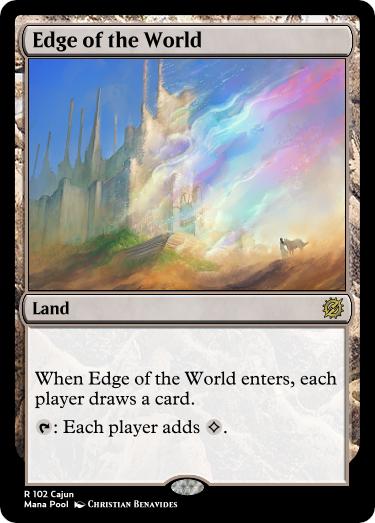 Edge of the World
Land
When Edge of the World enters, each
player draws a card.
: Each player adds .
R 102 Cajun
Mana Pool Christian Benavides